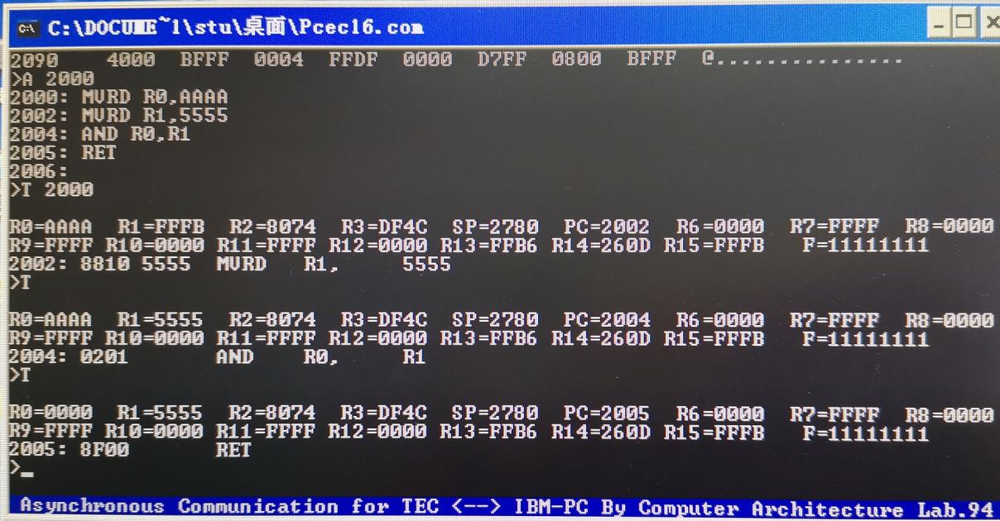 C:\DOCUME~1\stu\桌面\Pcec16.com
2090 4000 BFFF 0004 FFDF 0000 D7FF 0800 BFFF @...............
>A 2000
2000: MVRD R0,AAAA
2002: MVRD R1,5555
2004: AND R0,R1
2005: RET
2006:
>T 2000
R0=AAAA R1=FFFB R2=8074 R3=DF4C SP=2780 PC=2002 R6=0000 R7=FFFF R8=0000
R9=FFFF R10=0000 R11=FFFF R12=0000 R13=FFB6 R14=260D R15=FFFB F=11111111
2002: 8810 5555 MVRD R1, 5555
>T
R0=AAAA R1=5555 R2=8074 R3=DF4C SP=2780 PC=2004 R6=0000 R7=FFFF R8=0000
R9=FFFF R10=0000 R11=FFFF R12=0000 R13=FFB6 R14=260D R15=FFFB F=11111111
2004: 0201 AND R0, R1
>T
R0=0000 R1=5555 R2=8074 R3=DF4C SP=2780 PC=2005 R6=0000 R7=FFFF R8=0000
R9=FFFF R10=0000 R11=FFFF R12=0000 R13=FFB6 R14=260D R15=FFFB F=11111111
2005: 8F00 RET
>_
Asynchronous Communication for TEC <--> IBM-PC By Computer Architecture Lab.94